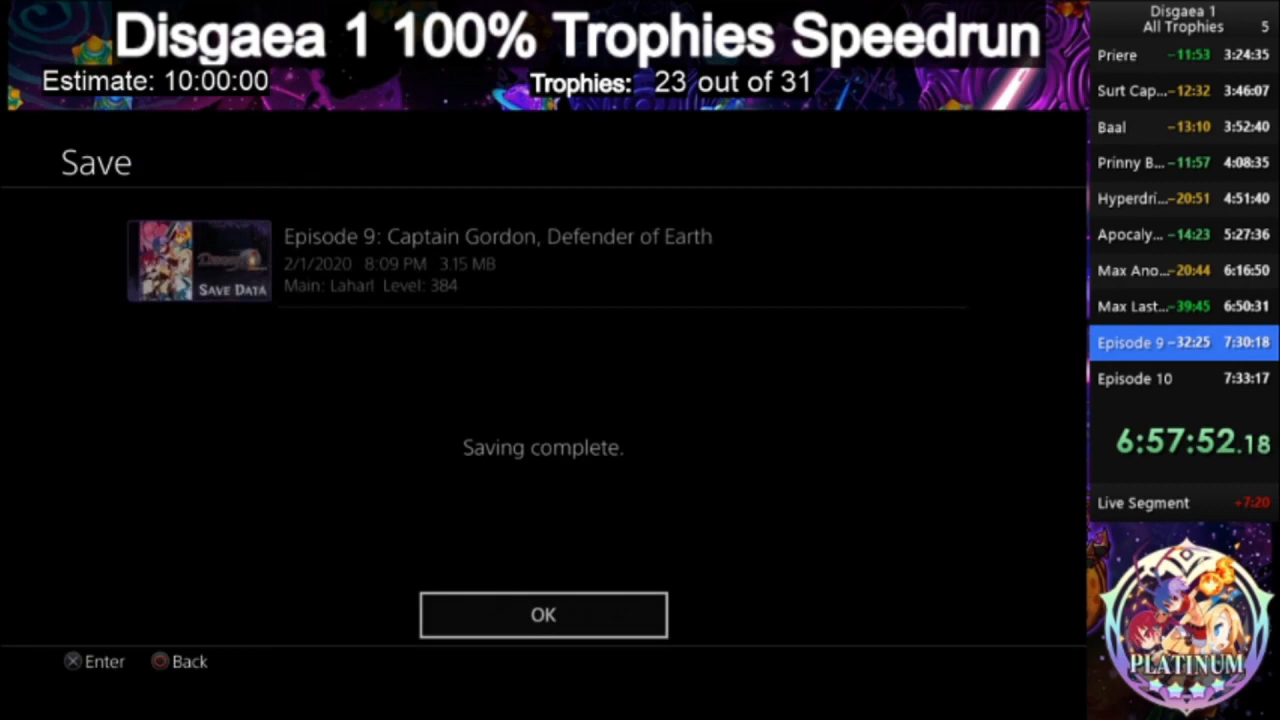 Disgaea 1 100% Trophies Speedrun
Estimate: 10:00:00
Trophies: 23 out of 31
Save
SAVE DATA
Episode 9: Captain Gordon, Defender of Earth
2/1/2020 8:09 PM 3.15 MB
Main: Laharl Level: 384
Saving complete.
OK
Enter Back
Disgaea 1
All Trophies 5
Priere -11:53 3:24:35
Surt Cap... -12:32 3:46:07
Baal -13:10 3:52:40
Prinny B... -11:57 4:08:35
Hyperdri... -20:51 4:51:40
Apocaly... -14:23 5:27:36
Max Ano... -20:44 6:16:50
Max Last... -39:45 6:50:31
Episode 9 -32:25 7:30:18
Episode 10 7:33:17
6:57:52.18
Live Segment +7:20
PLATINUM